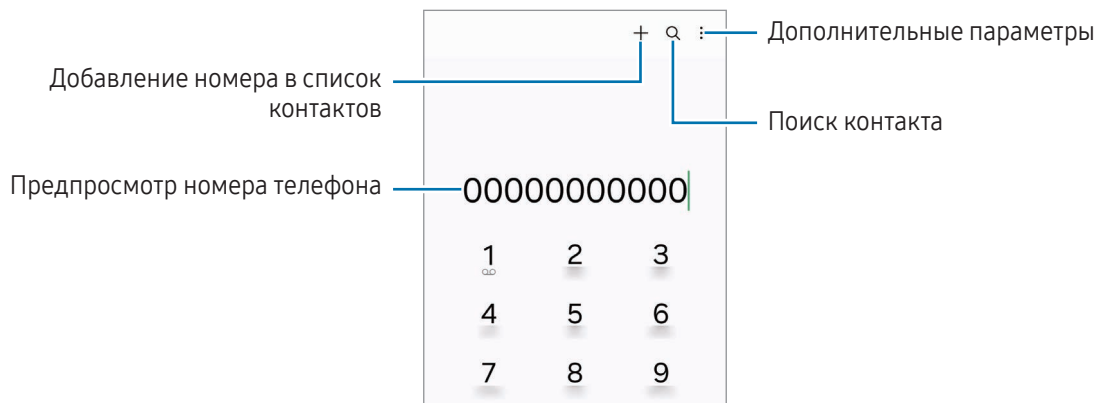 Дополнительные параметры
Добавление номера в список
контактов
Поиск контакта
Предпросмотр номера телефона
00000000000
1 2 3
4 5 6
7 8 9